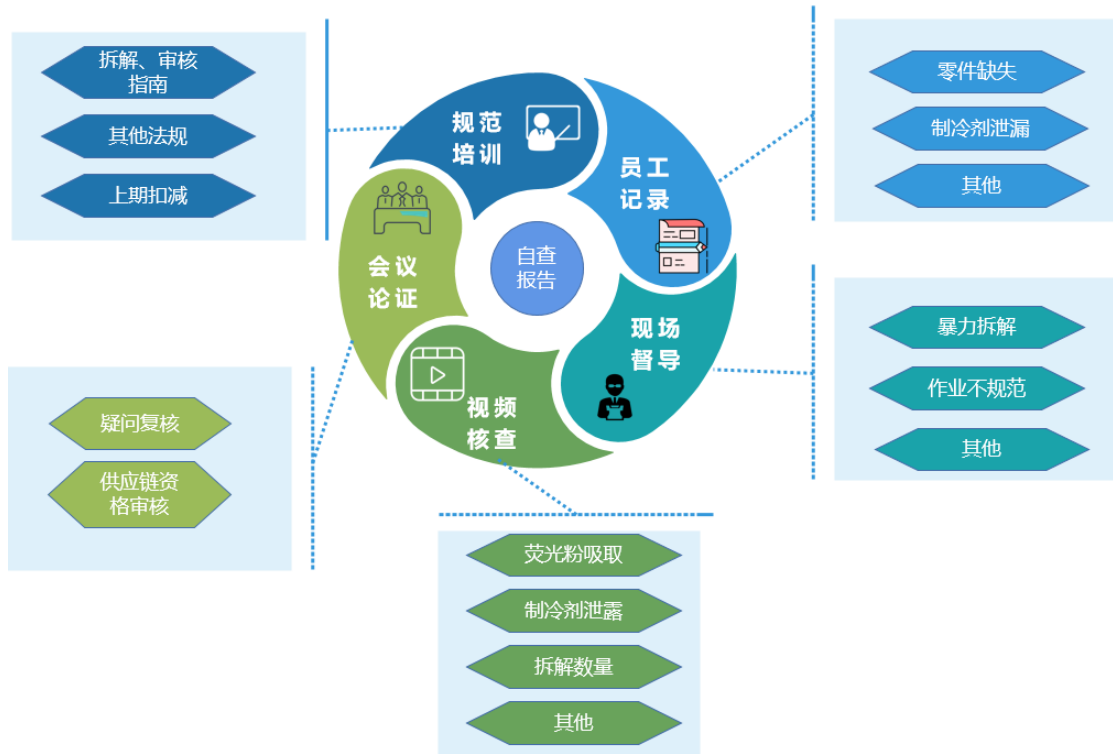 拆解、审核
指南
其他法规
上期扣减
规范
培训
员工
记录
零件缺失
制冷剂泄漏
其他
会议
论证
自查
报告
现场
督导
暴力拆解
作业不规范
其他
视频
核查
疑问复核
供应链资
格审核
荧光粉吸取
制冷剂泄露
拆解数量
其他